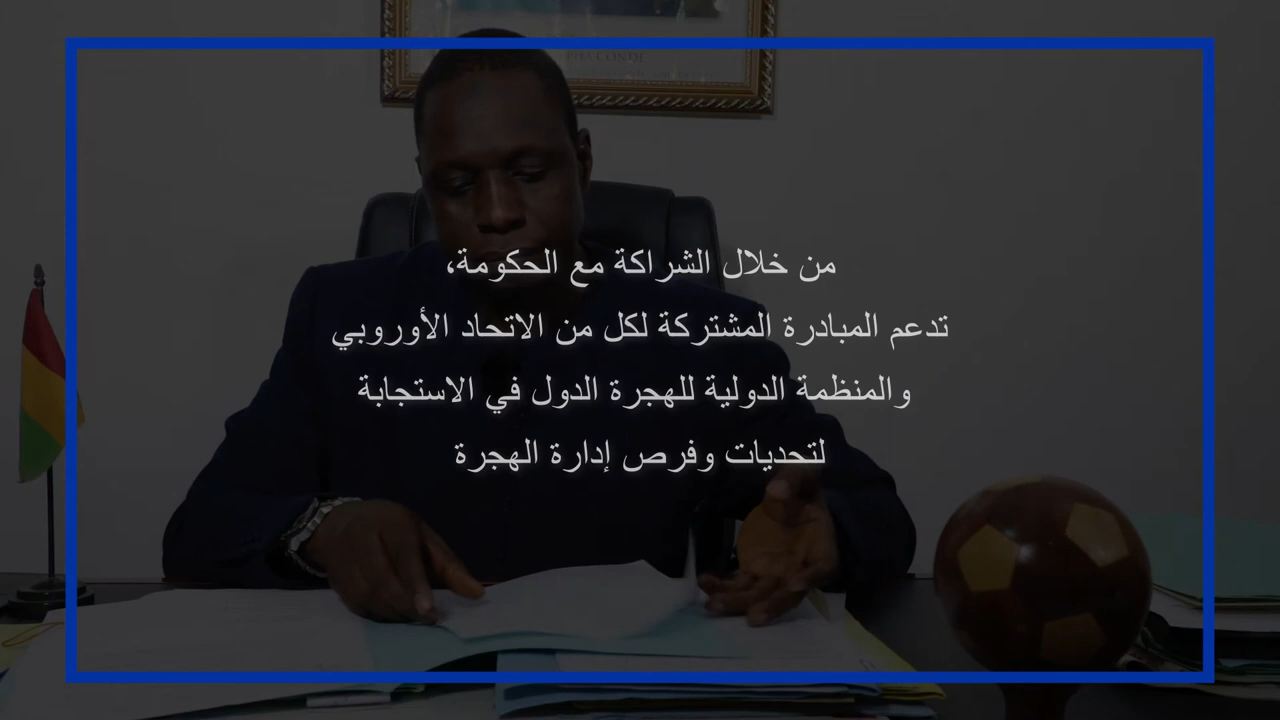 من خلال الشراكة مع الحكومة،
تدعم المبادرة المشتركة لكل من الاتحاد الأوروبي
والمنظمة الدولية للهجرة الدول في الاستجابة
لتحديات وفرص إدارة الهجرة